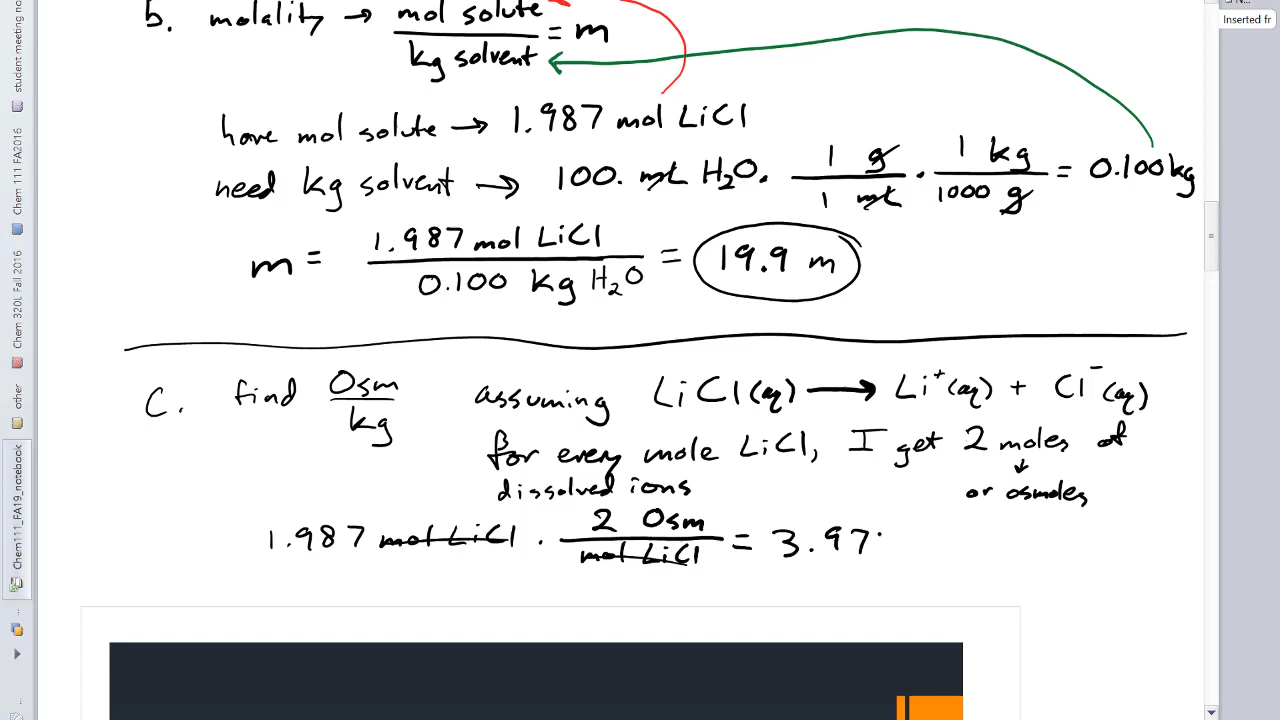 b. molality → mol solute / kg solvent = m
have mol solute → 1.987 mol LiCl
need kg solvent → 100. mL H₂O · 1 g / 1 mL · 1 kg / 1000 g = 0.100 kg
m = 1.987 mol LiCl / 0.100 kg H₂O = 19.9 m
C. find Osm / kg assuming LiCl(aq) → Li⁺(aq) + Cl⁻(aq)
for every mole LiCl, I get 2 moles of
dissolved ions or osmoles
1.987 mol LiCl · 2 Osm / mol LiCl = 3.97
Inserted fr
student meeting no
Chem 111 FA2016
Chem 320L Fall 2016
other
Chem111_FA19_notebook